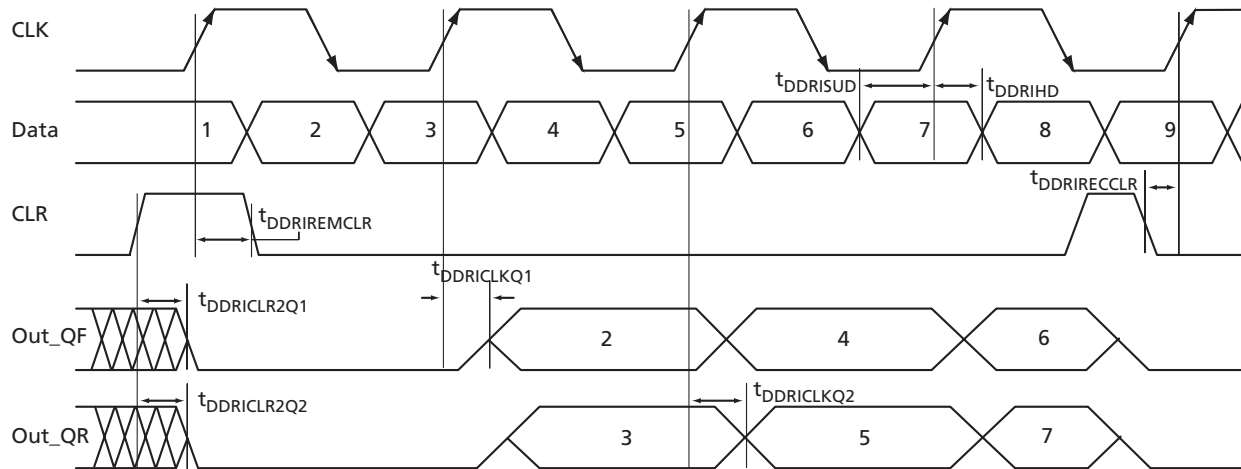 CLK
tDDRISUD
tDDRIHD
Data
1 2 3 4 5 6 7 8 9
tDDRIRECCLR
CLR
tDDRIREMCLR
tDDRICLKQ1
tDDRICLR2Q1
Out_QF
2 4 6
tDDRICLR2Q2
tDDRICLKQ2
Out_QR
3 5 7